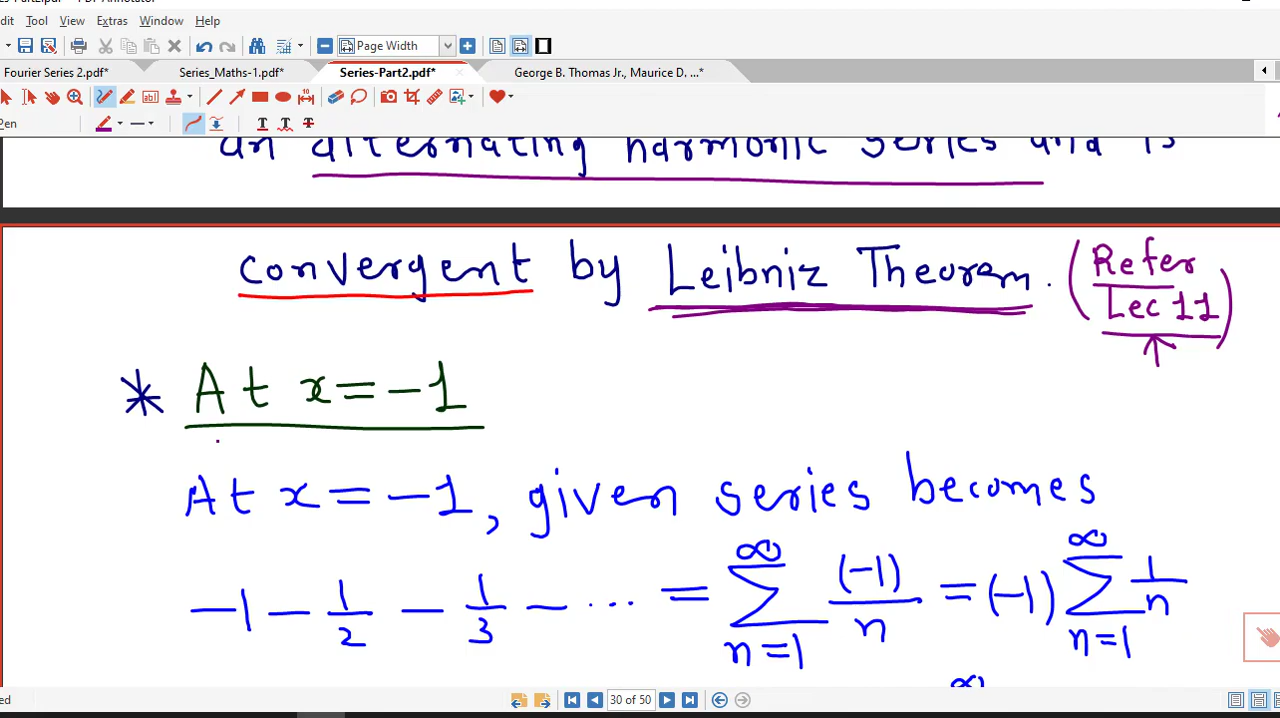 dit Tool View Extras Window Help
Page Width
Fourier Series 2.pdf* Series_Maths-1.pdf* Series-Part2.pdf* George B. Thomas Jr., Maurice D. ...*
Pen
an alternating harmonic series and is
convergent by Leibniz Theorem. (Refer
Lec 11)
* At x=-1
At x=-1, given series becomes
-1 - 1/2 - 1/3 - ... = ∞∑n=1 (-1)/n = (-1) ∞∑n=1 1/n
∞
30 of 50